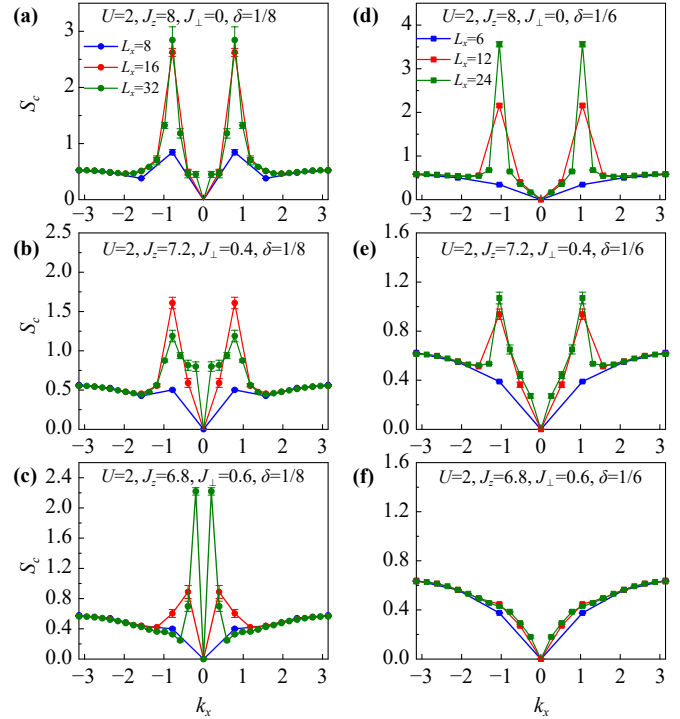 (a)
U=2, J_z=8, J_⊥=0, δ=1/8
L_x=8
L_x=16
L_x=32
S_c
3
2
1
0
−3 −2 −1 0 1 2 3
(d)
U=2, J_z=8, J_⊥=0, δ=1/6
L_x=6
L_x=12
L_x=24
4
3
2
1
0
−3 −2 −1 0 1 2 3
(b)
U=2, J_z=7.2, J_⊥=0.4, δ=1/8
S_c
2.5
2.0
1.5
1.0
0.5
0.0
−3 −2 −1 0 1 2 3
(e)
U=2, J_z=7.2, J_⊥=0.4, δ=1/6
1.6
1.2
0.8
0.4
0.0
−3 −2 −1 0 1 2 3
(c)
U=2, J_z=6.8, J_⊥=0.6, δ=1/8
S_c
2.4
2.0
1.6
1.2
0.8
0.4
0.0
−3 −2 −1 0 1 2 3
k_x
(f)
U=2, J_z=6.8, J_⊥=0.6, δ=1/6
1.6
1.2
0.8
0.4
0.0
−3 −2 −1 0 1 2 3
k_x